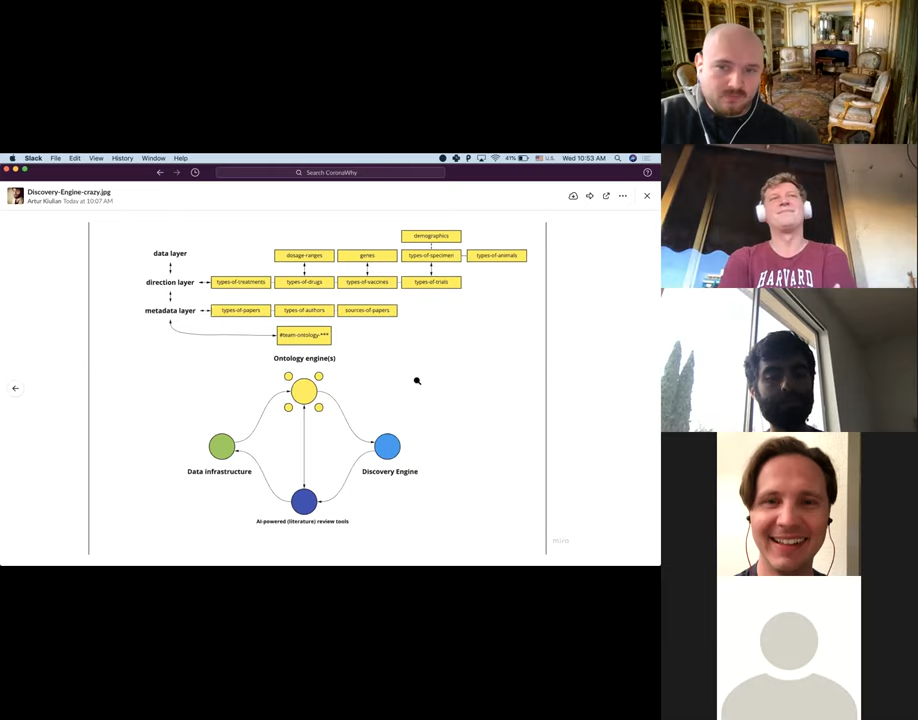 Slack File Edit View History Window Help 41% U.S. Wed 10:53 AM
Search CoronaWhy
Discovery-Engine-crazy.jpg
Artur Kiulian Today at 10:07 AM
demographics
data layer dosage-ranges genes types-of-specimen types-of-animals
direction layer types-of-treatments types-of-drugs types-of-vaccines types-of-trials
metadata layer types-of-papers types-of-authors sources-of-papers
#team-ontology-***
Ontology engine(s)
Data infrastructure Discovery Engine
AI-powered (literature) review tools
miro
HARVARD